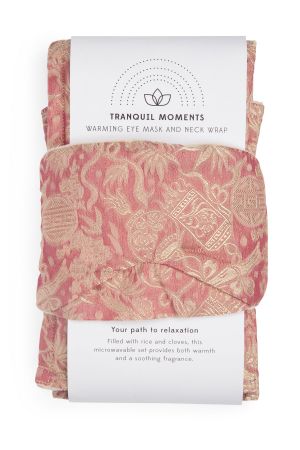 TRANQUIL MOMENTS
WARMING EYE MASK AND NECK WRAP
Your path to relaxation
Filled with rice and cloves, this
microwavable set provides both warmth
and a soothing fragrance.